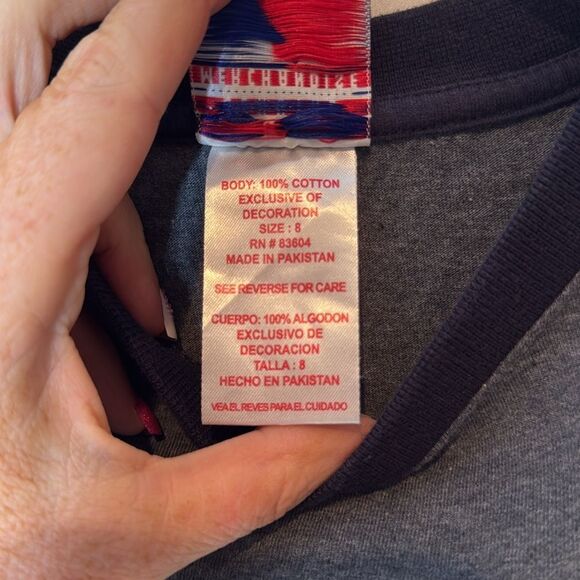 MERCHANDISE
BODY: 100% COTTON
EXCLUSIVE OF
DECORATION
SIZE : 8
RN # 83604
MADE IN PAKISTAN
SEE REVERSE FOR CARE
CUERPO: 100% ALGODON
EXCLUSIVO DE
DECORACION
TALLA : 8
HECHO EN PAKISTAN
VEA EL REVES PARA EL CUIDADO